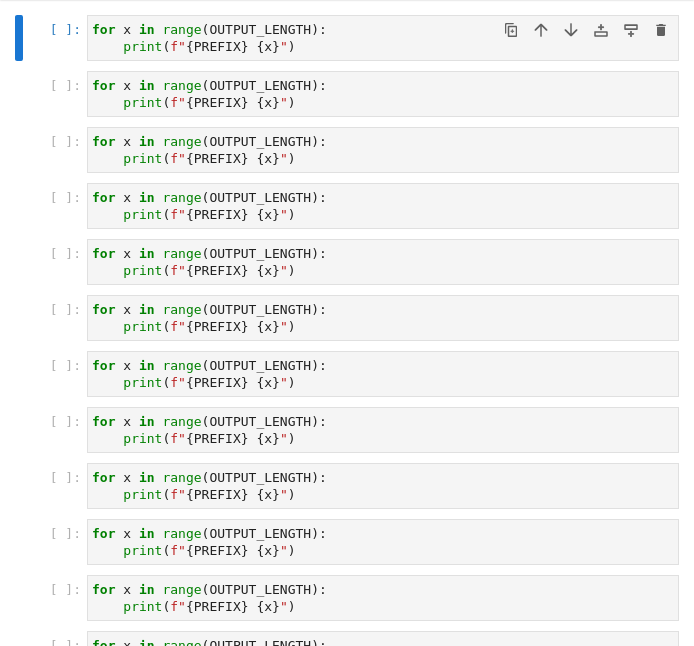 [ ]: for x in range(OUTPUT_LENGTH):
    print(f"{PREFIX} {x}")
[ ]: for x in range(OUTPUT_LENGTH):
    print(f"{PREFIX} {x}")
[ ]: for x in range(OUTPUT_LENGTH):
    print(f"{PREFIX} {x}")
[ ]: for x in range(OUTPUT_LENGTH):
    print(f"{PREFIX} {x}")
[ ]: for x in range(OUTPUT_LENGTH):
    print(f"{PREFIX} {x}")
[ ]: for x in range(OUTPUT_LENGTH):
    print(f"{PREFIX} {x}")
[ ]: for x in range(OUTPUT_LENGTH):
    print(f"{PREFIX} {x}")
[ ]: for x in range(OUTPUT_LENGTH):
    print(f"{PREFIX} {x}")
[ ]: for x in range(OUTPUT_LENGTH):
    print(f"{PREFIX} {x}")
[ ]: for x in range(OUTPUT_LENGTH):
    print(f"{PREFIX} {x}")
[ ]: for x in range(OUTPUT_LENGTH):
    print(f"{PREFIX} {x}")
[ ]: for x in range(OUTPUT_LENGTH):